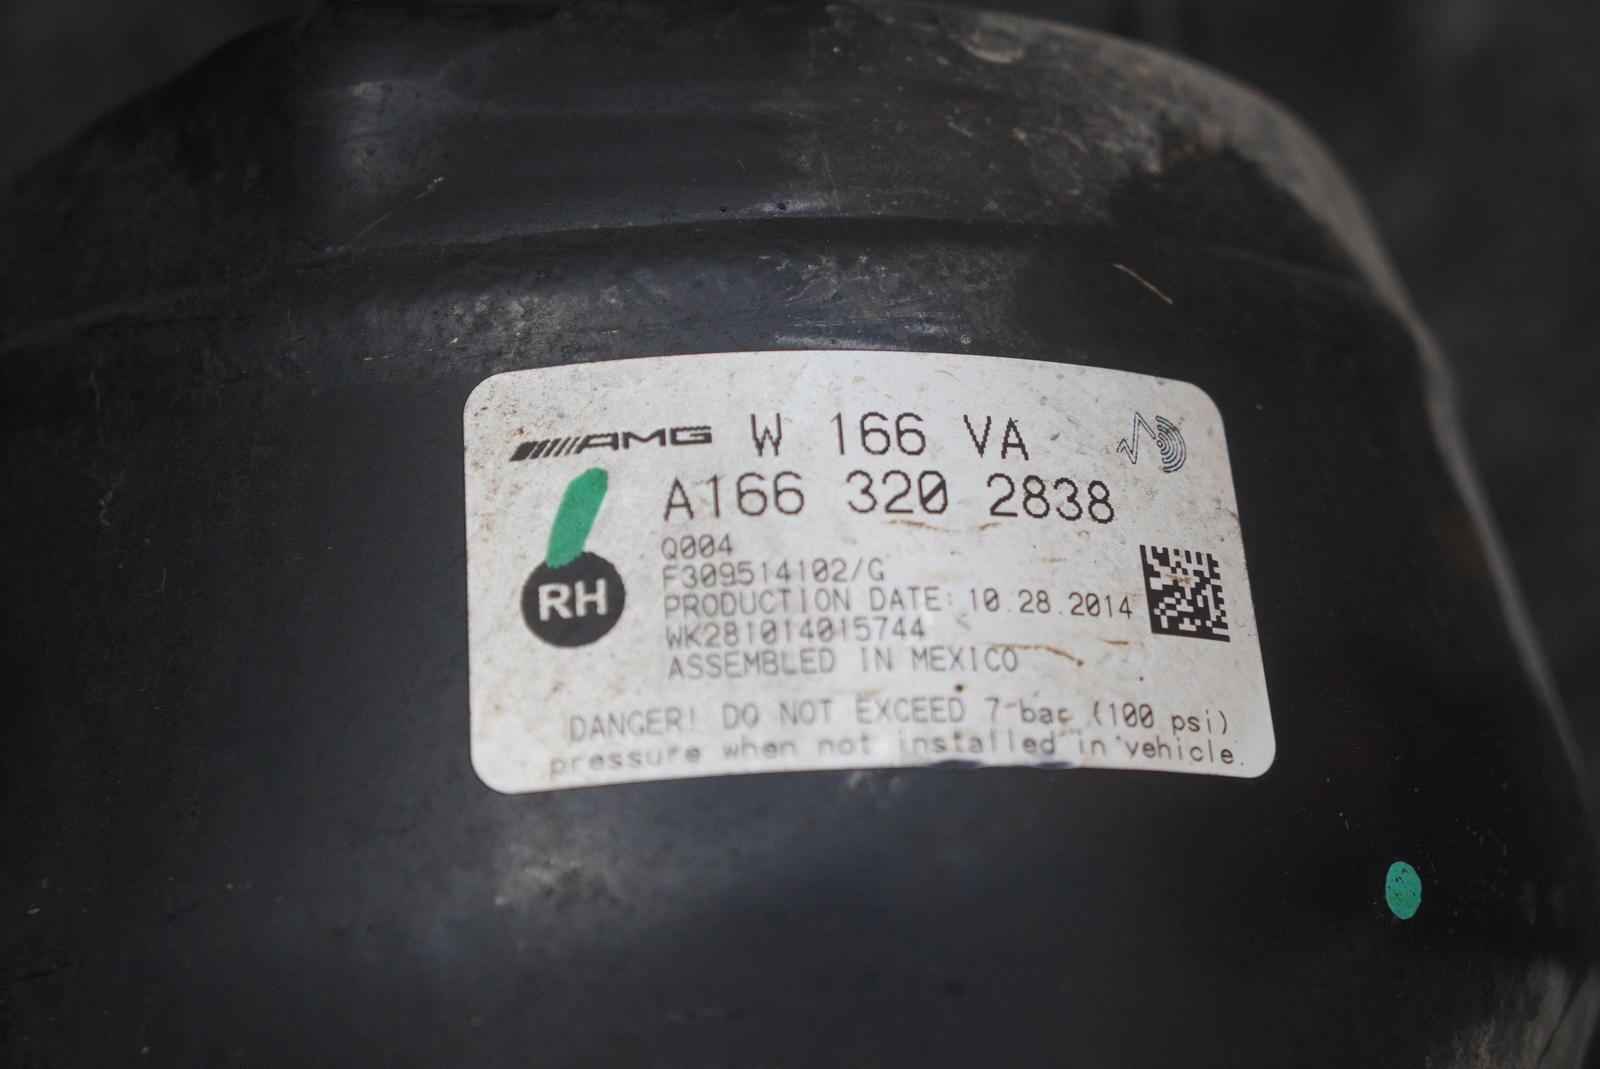 AMG W 166 VA
A166 320 2838
Q004
F309514102/G
RH
PRODUCTION DATE: 10.28.2014
WK281014015744
ASSEMBLED IN MEXICO
DANGER! DO NOT EXCEED 7 bar (100 psi)
pressure when not installed in vehicle.